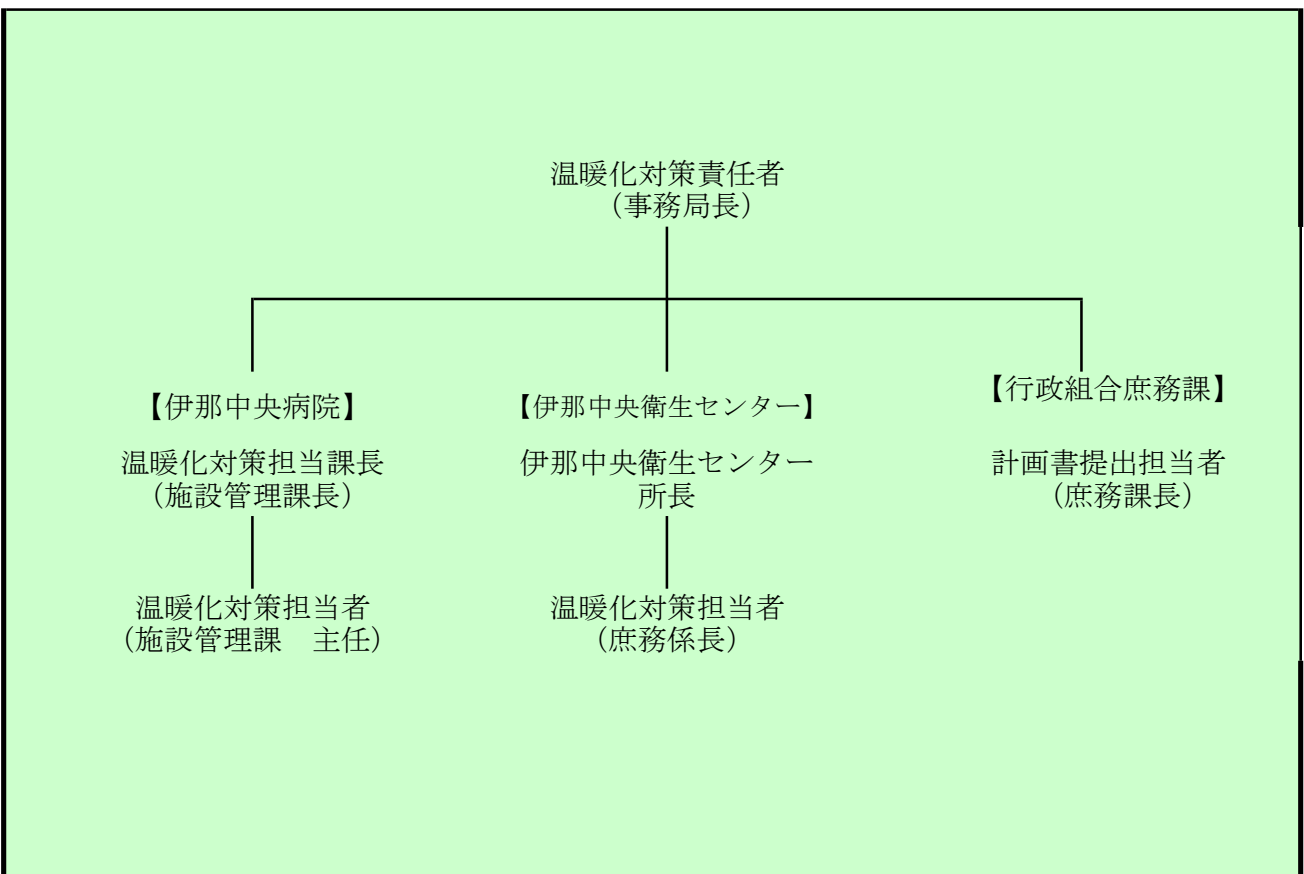 温暖化対策責任者
（事務局長）
【伊那中央病院】
温暖化対策担当課長
（施設管理課長）
温暖化対策担当者
（施設管理課　主任）
【伊那中央衛生センター】
伊那中央衛生センター
所長
温暖化対策担当者
（庶務係長）
【行政組合庶務課】
計画書提出担当者
（庶務課長）